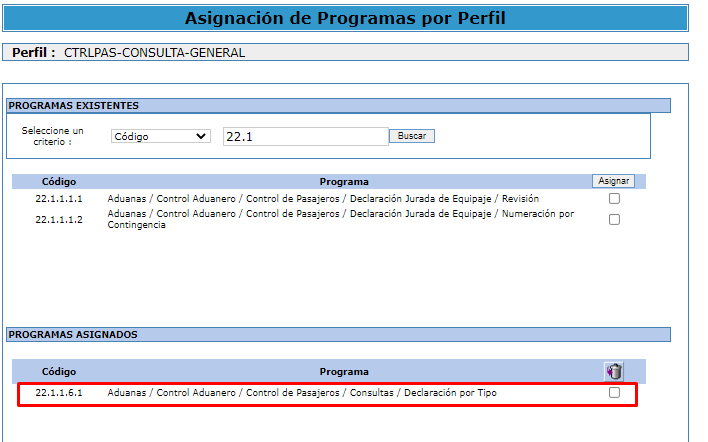 Asignación de Programas por Perfil
Perfil : CTRLPAS-CONSULTA-GENERAL
PROGRAMAS EXISTENTES
Seleccione un
criterio :
Código
22.1
Buscar
Código Programa Asignar
22.1.1.1.1 Aduanas / Control Aduanero / Control de Pasajeros / Declaración Jurada de Equipaje / Revisión
22.1.1.1.2 Aduanas / Control Aduanero / Control de Pasajeros / Declaración Jurada de Equipaje / Numeración por
Contingencia
PROGRAMAS ASIGNADOS
Código Programa
22.1.1.6.1 Aduanas / Control Aduanero / Control de Pasajeros / Consultas / Declaración por Tipo